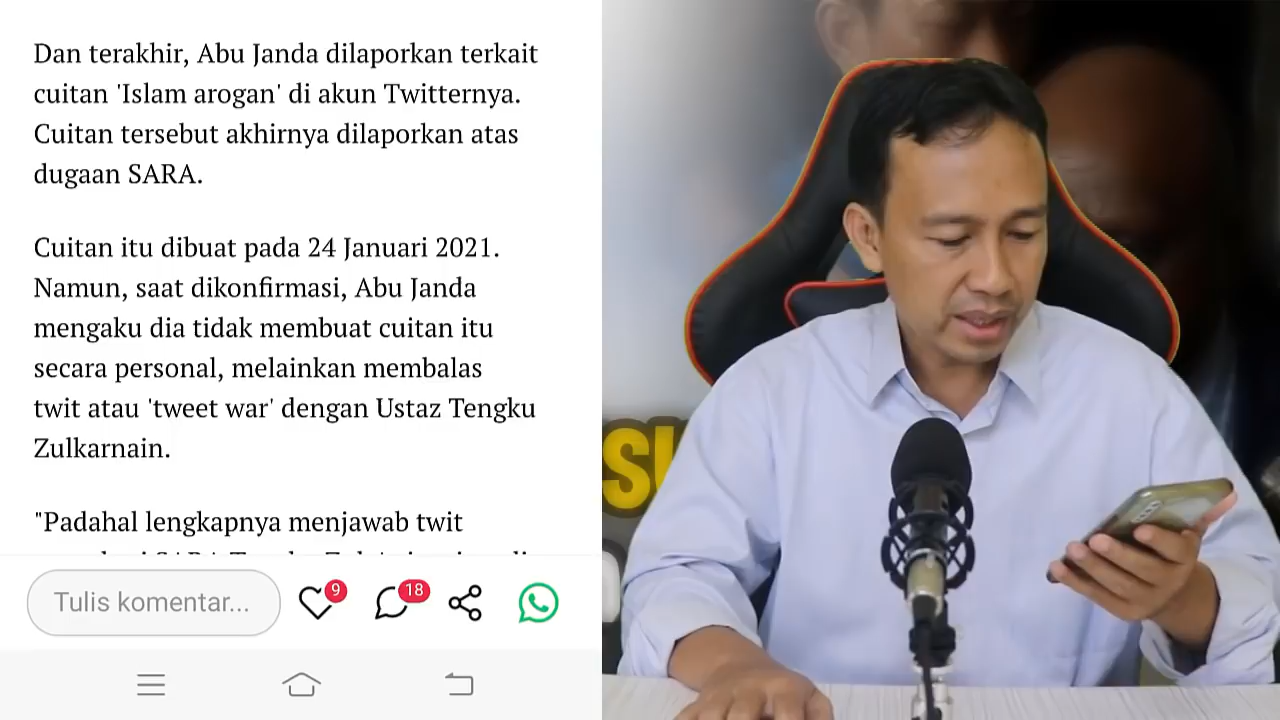 Dan terakhir, Abu Janda dilaporkan terkait
cuitan 'Islam arogan' di akun Twitternya.
Cuitan tersebut akhirnya dilaporkan atas
dugaan SARA.
Cuitan itu dibuat pada 24 Januari 2021.
Namun, saat dikonfirmasi, Abu Janda
mengaku dia tidak membuat cuitan itu
secara personal, melainkan membalas
twit atau 'tweet war' dengan Ustaz Tengku
Zulkarnain.
"Padahal lengkapnya menjawab twit
Tulis komentar...
9
18